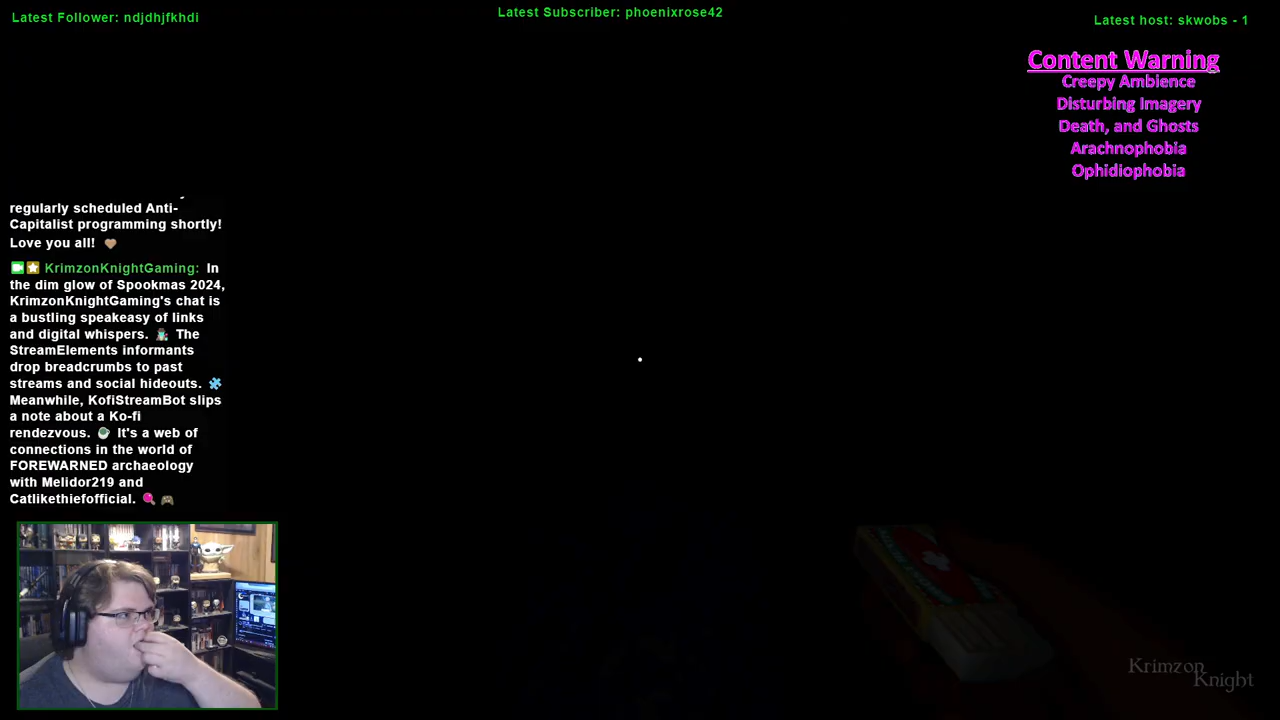 Latest Follower: ndjdhjfkhdi
Latest Subscriber: phoenixrose42
Latest host: skwobs - 1
Content Warning
Creepy Ambience
Disturbing Imagery
Death, and Ghosts
Arachnophobia
Ophidiophobia
regularly scheduled Anti-
Capitalist programming shortly!
Love you all!
KrimzonKnightGaming: In
the dim glow of Spookmas 2024,
KrimzonKnightGaming's chat is
a bustling speakeasy of links
and digital whispers. The
StreamElements informants
drop breadcrumbs to past
streams and social hideouts.
Meanwhile, KofiStreamBot slips
a note about a Ko-fi
rendezvous. It's a web of
connections in the world of
FOREWARNED archaeology
with Melidor219 and
Catlikethiefofficial.
Krimzon
Knight